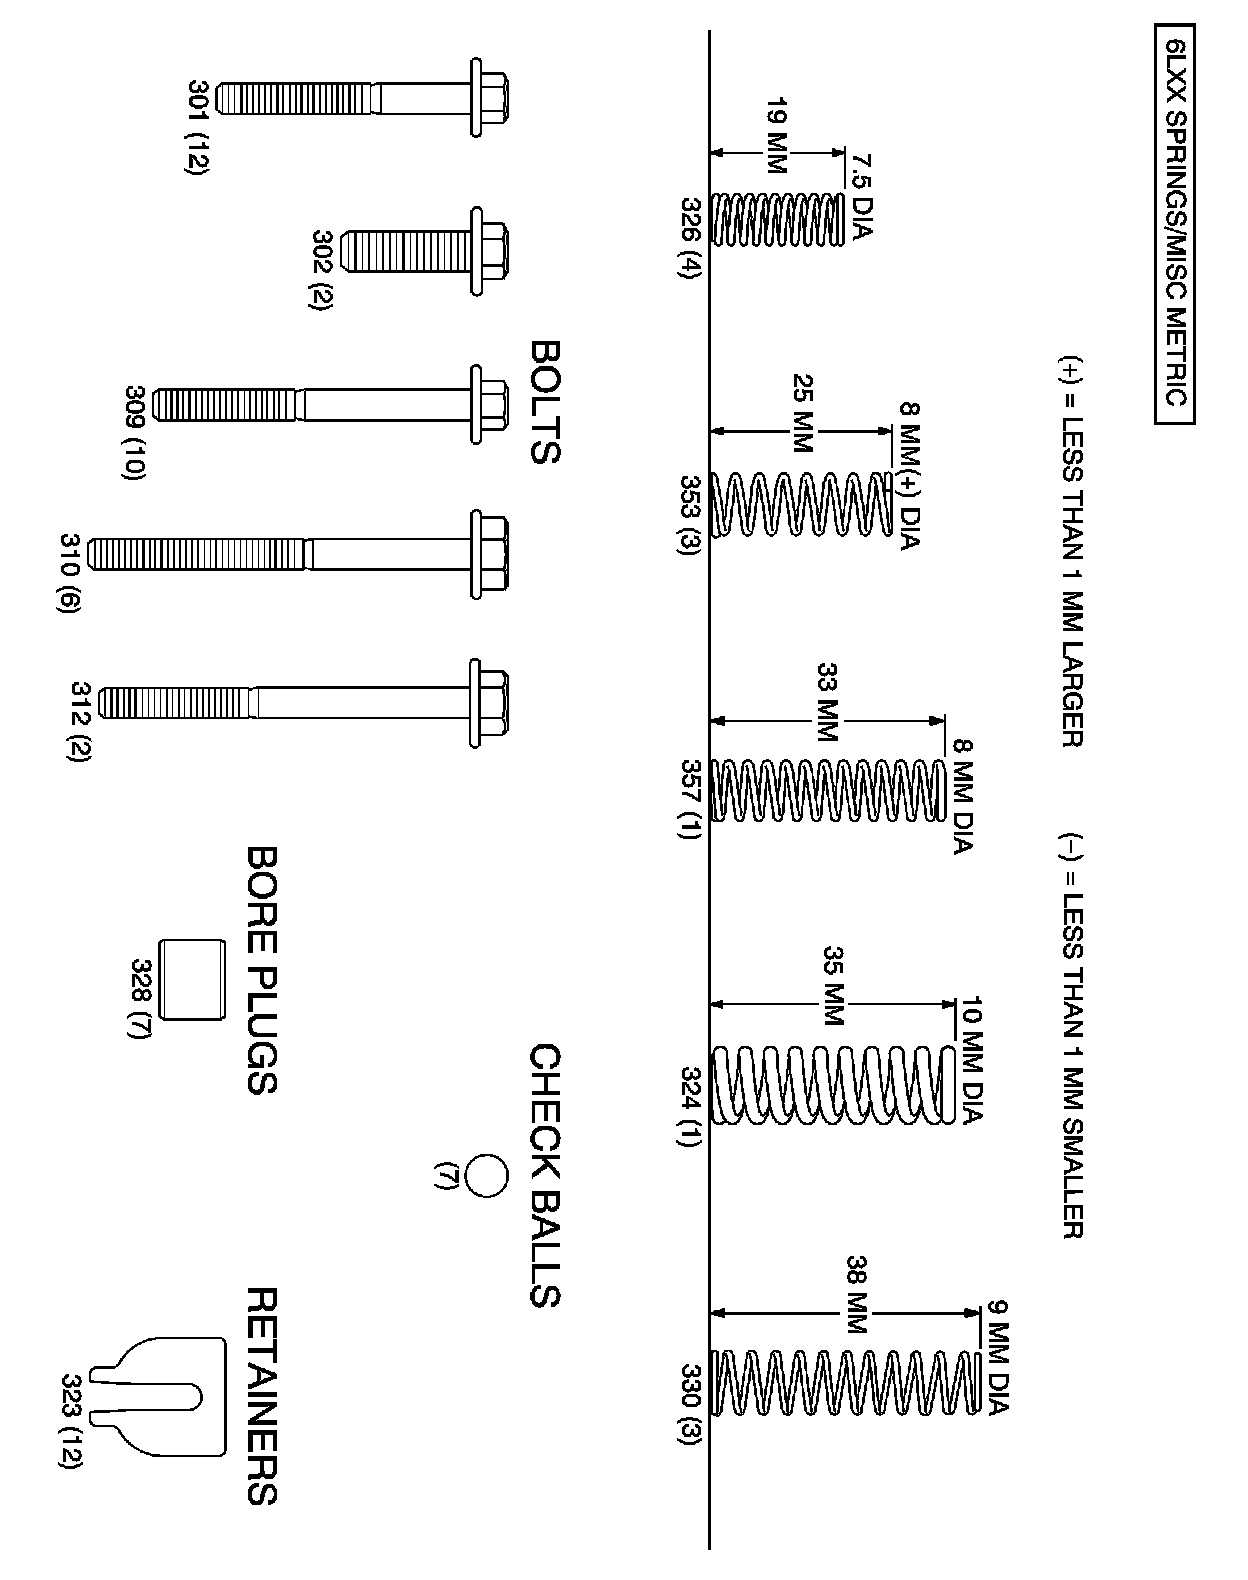 6LXX SPRINGS/MISC METRIC
(+) = LESS THAN 1 MM LARGER
(–) = LESS THAN 1 MM SMALLER
7.5 DIA
19 MM
326 (4)
8 MM(+) DIA
25 MM
353 (3)
8 MM DIA
33 MM
357 (1)
10 MM DIA
35 MM
324 (1)
9 MM DIA
38 MM
330 (3)
BOLTS
301 (12)
302 (2)
309 (10)
310 (6)
312 (2)
CHECK BALLS
(7)
BORE PLUGS
328 (7)
RETAINERS
323 (12)